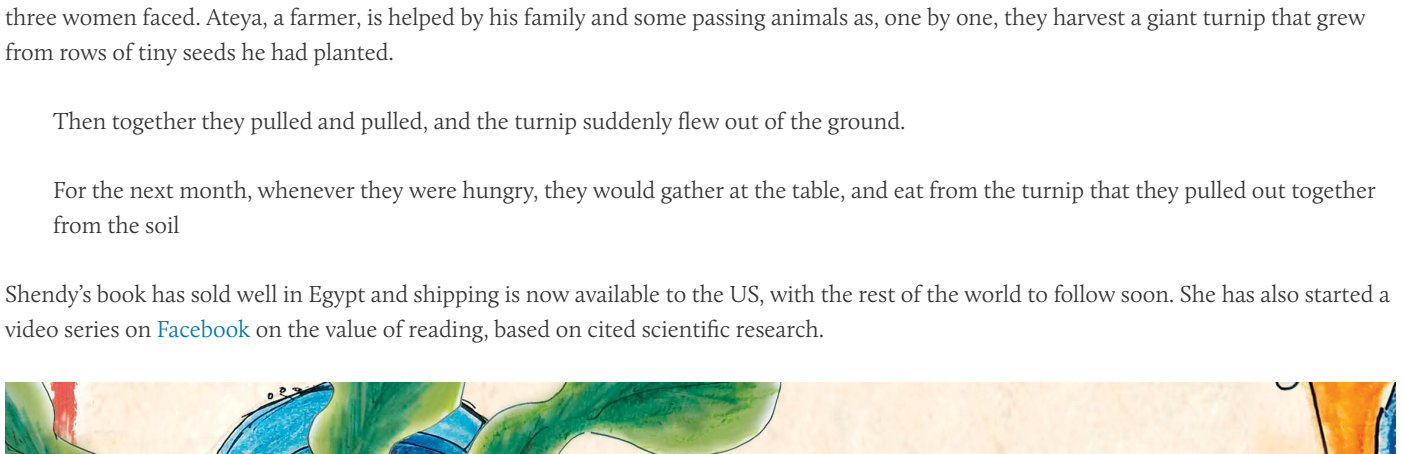 three women faced. Ateya, a farmer, is helped by his family and some passing animals as, one by one, they harvest a giant turnip that grew
from rows of tiny seeds he had planted.
Then together they pulled and pulled, and the turnip suddenly flew out of the ground.
For the next month, whenever they were hungry, they would gather at the table, and eat from the turnip that they pulled out together
from the soil
Shendy’s book has sold well in Egypt and shipping is now available to the US, with the rest of the world to follow soon. She has also started a
video series on Facebook on the value of reading, based on cited scientific research.